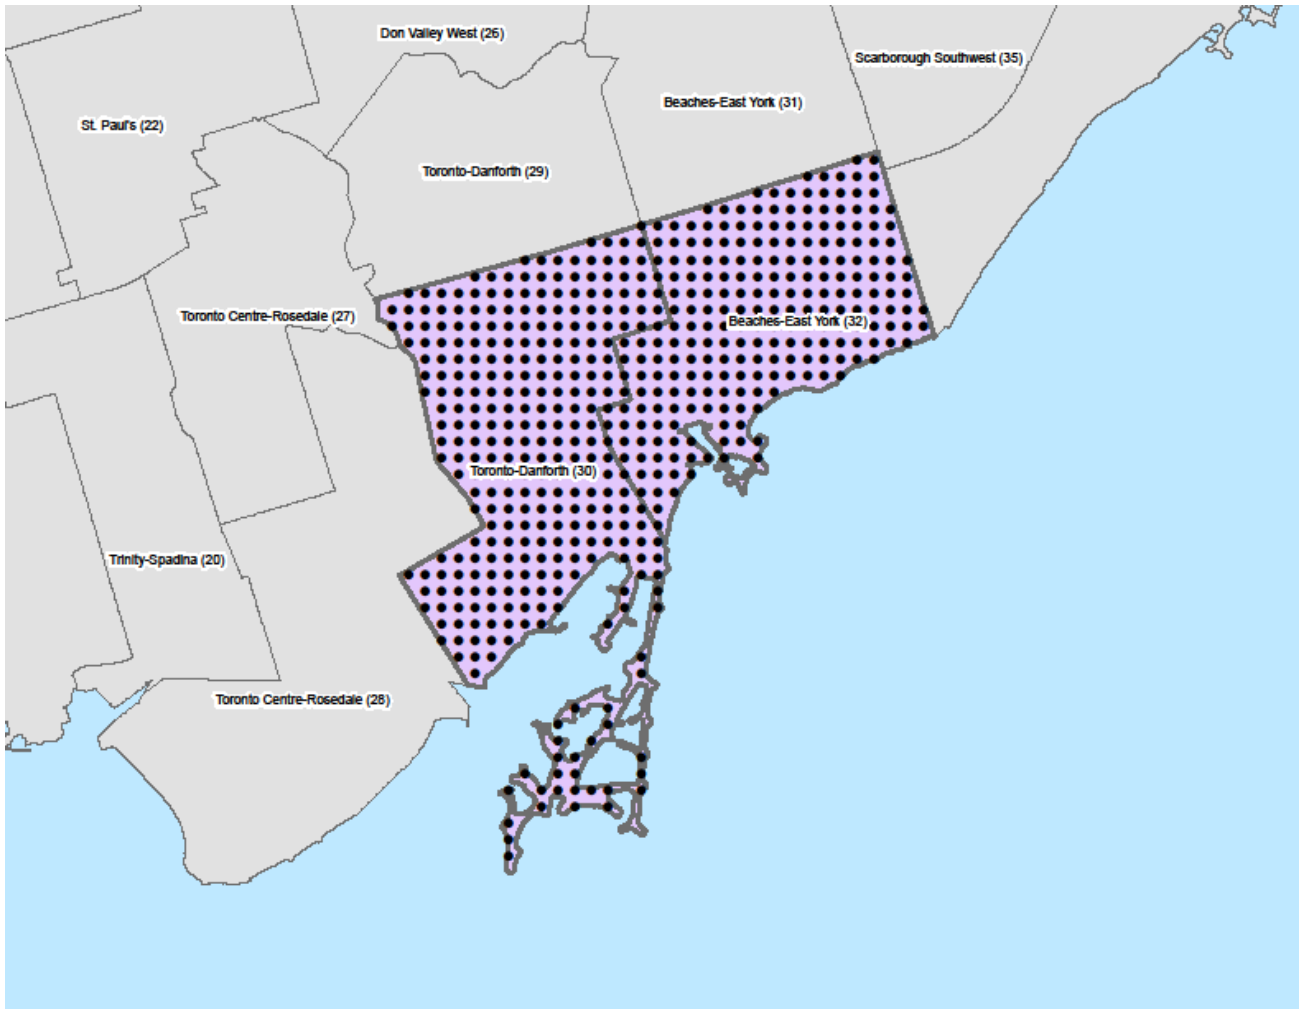 Don Valley West (26)
Scarborough Southwest (35)
Beaches-East York (31)
St. Paul's (22)
Toronto-Danforth (29)
Toronto Centre-Rosedale (27)
Beaches-East York (32)
Toronto-Danforth (30)
Trinity-Spadina (20)
Toronto Centre-Rosedale (28)